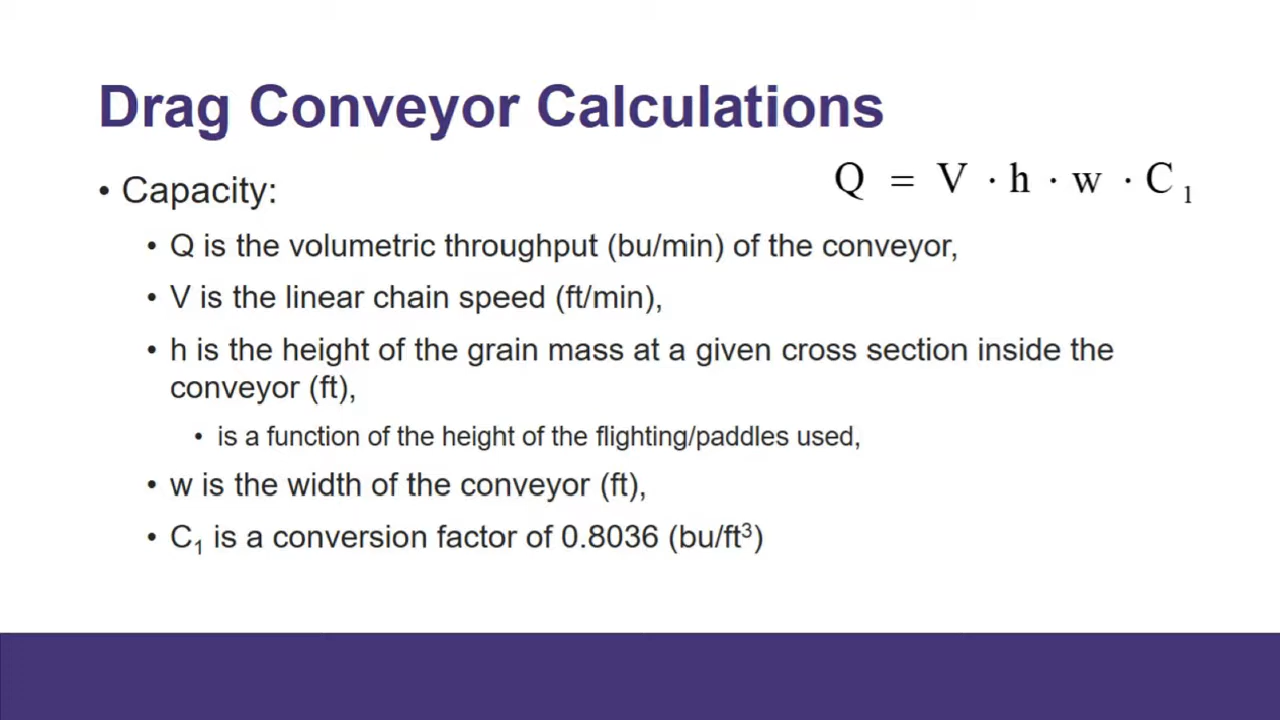 Drag Conveyor Calculations
• Capacity:
Q = V · h · w · C₁
• Q is the volumetric throughput (bu/min) of the conveyor,
• V is the linear chain speed (ft/min),
• h is the height of the grain mass at a given cross section inside the
conveyor (ft),
• is a function of the height of the flighting/paddles used,
• w is the width of the conveyor (ft),
• C₁ is a conversion factor of 0.8036 (bu/ft³)